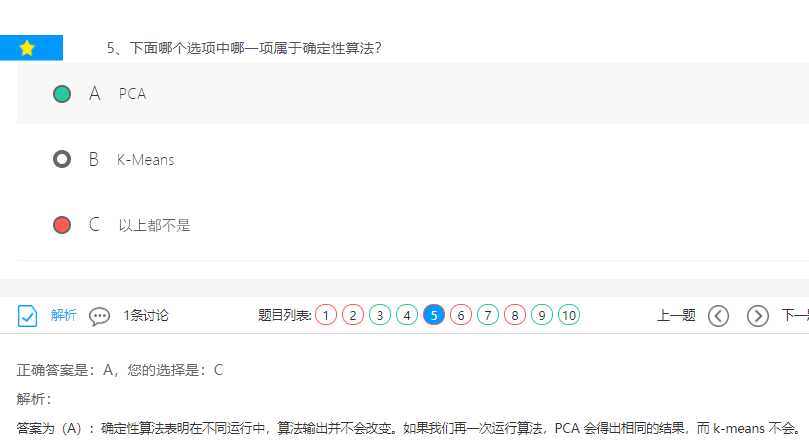 5、下面哪个选项中哪一项属于确定性算法？
A PCA
B K-Means
C 以上都不是
解析 1条讨论 题目列表: 1 2 3 4 5 6 7 8 9 10 上一题 下一
正确答案是：A，您的选择是：C
解析：
答案为（A）：确定性算法表明在不同运行中，算法输出并不会改变。如果我们再一次运行算法，PCA 会得出相同的结果，而 k-means 不会。